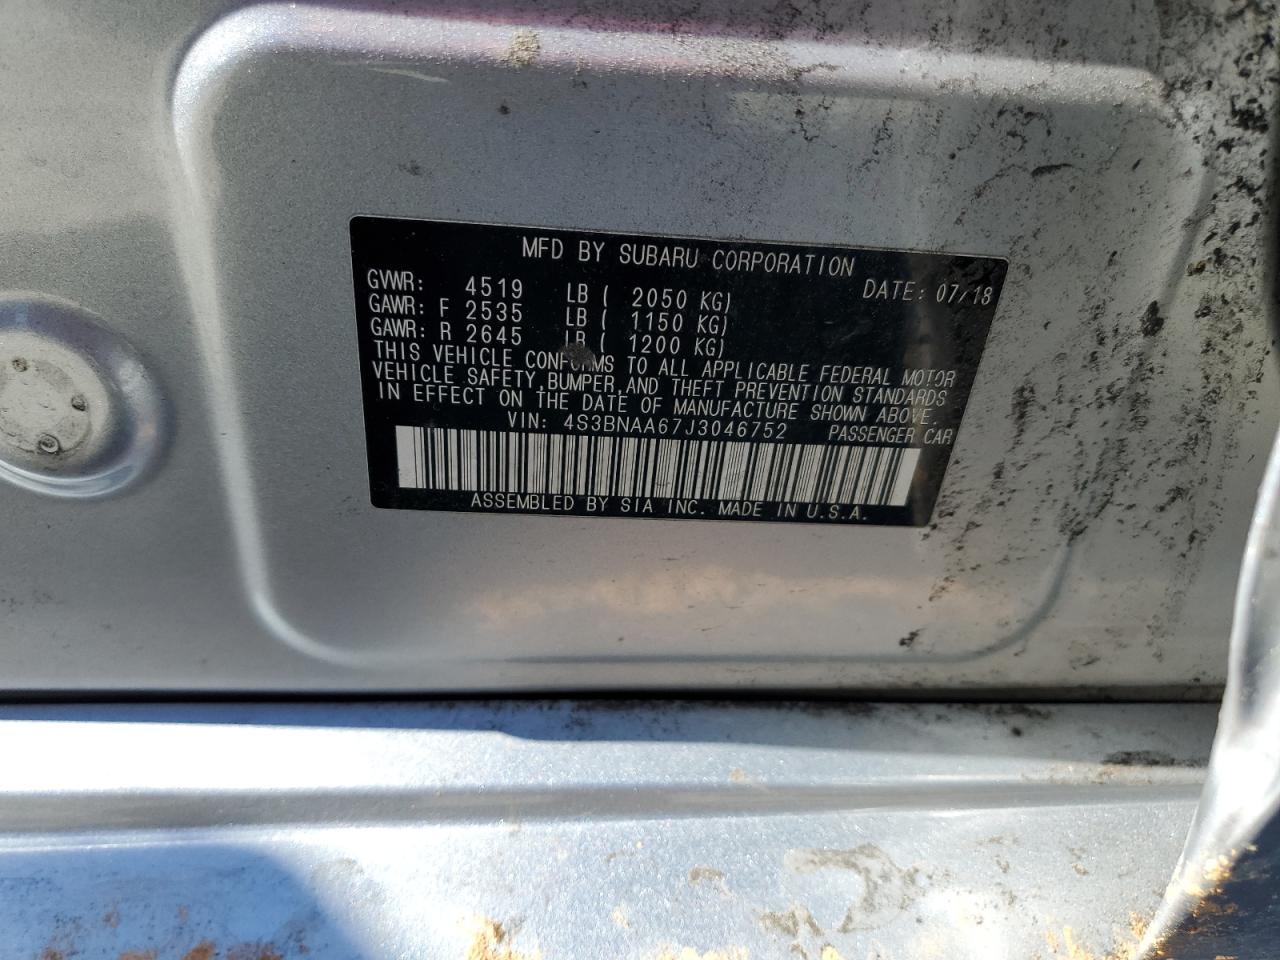 MFD BY SUBARU CORPORATION
DATE: 07/18
GVWR: 4519 LB ( 2050 KG)
GAWR: F 2535 LB ( 1150 KG)
GAWR: R 2645 LB ( 1200 KG)
THIS VEHICLE CONFORMS TO ALL APPLICABLE FEDERAL MOTOR
VEHICLE SAFETY,BUMPER,AND THEFT PREVENTION STANDARDS
IN EFFECT ON THE DATE OF MANUFACTURE SHOWN ABOVE.
VIN: 4S3BNAA67J3046752 PASSENGER CAR
ASSEMBLED BY SIA INC. MADE IN U.S.A.